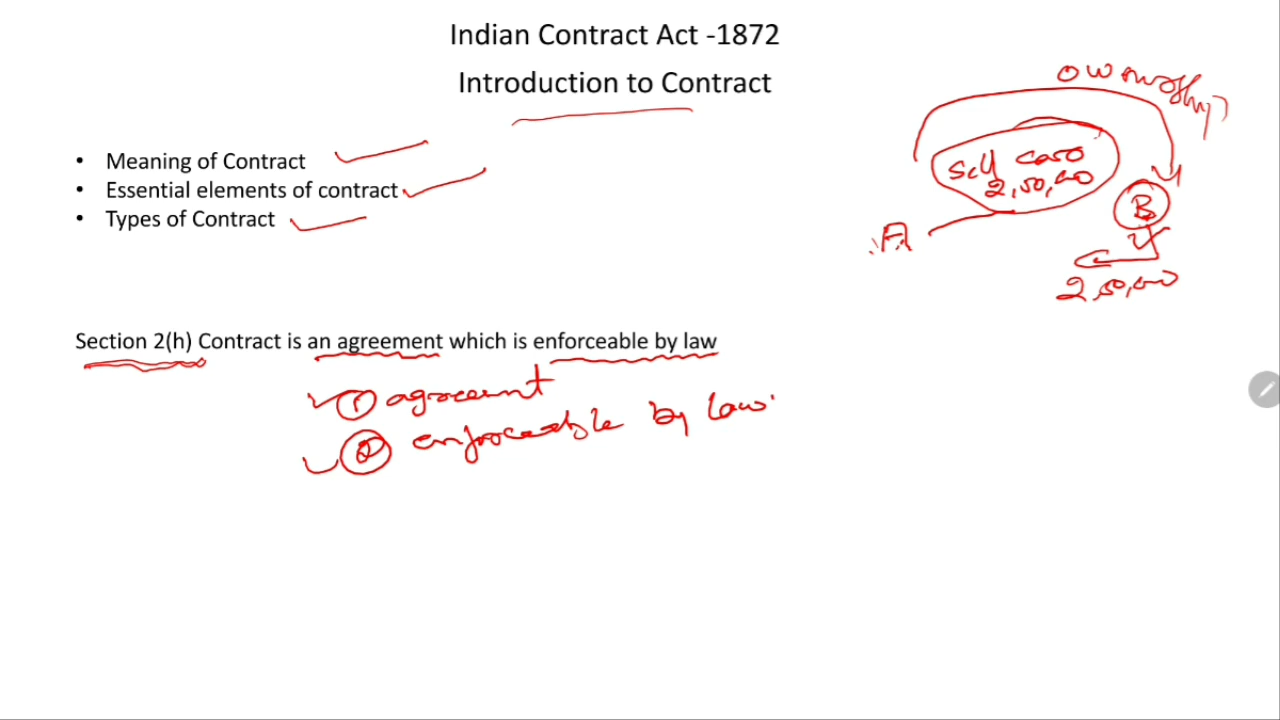 Indian Contract Act -1872
Introduction to Contract
ownership
• Meaning of Contract
• Essential elements of contract
• Types of Contract
Sell car
2,50,000
B
A
2,50,000
Section 2(h) Contract is an agreement which is enforceable by law
① agreement
② enforceable by law.